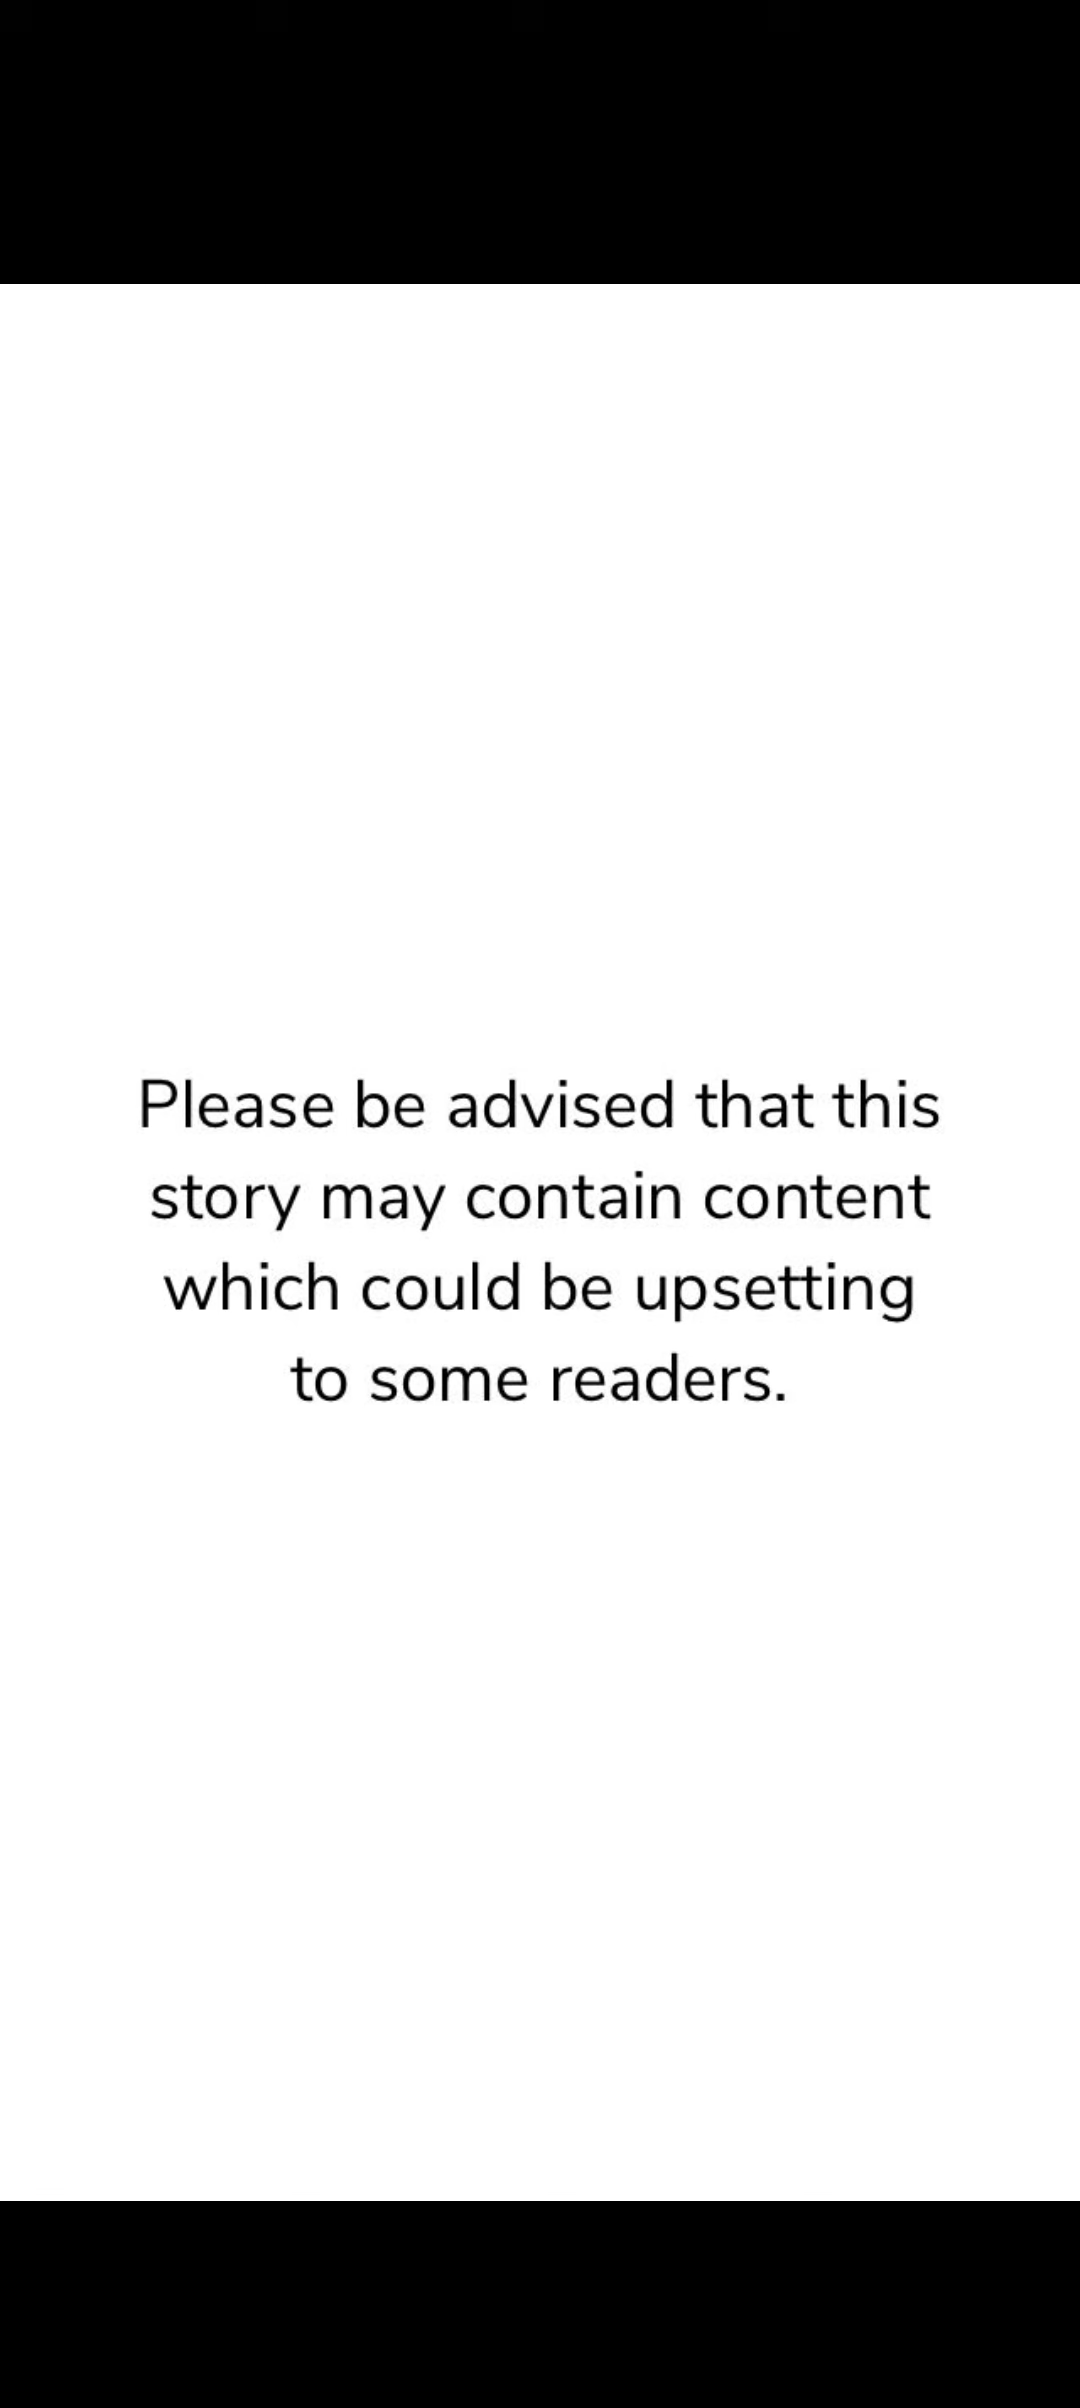 Please be advised that this
story may contain content
which could be upsetting
to some readers.